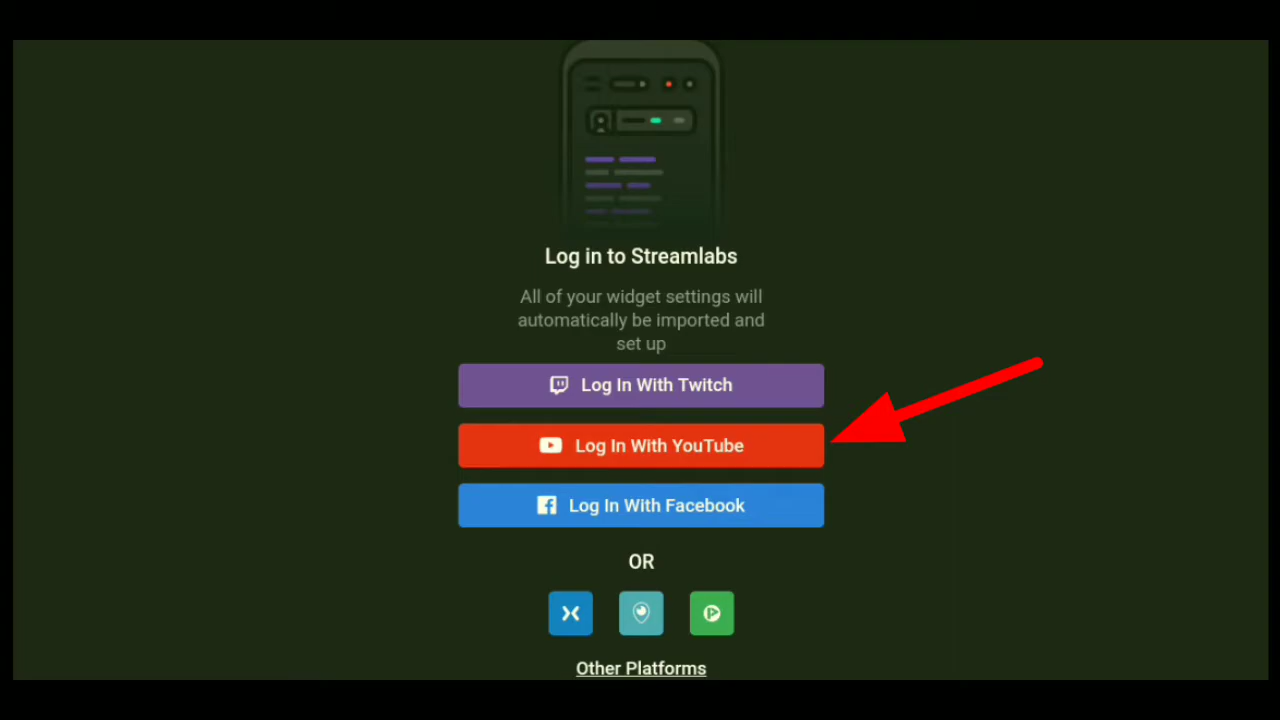 Log in to Streamlabs
All of your widget settings will
automatically be imported and
set up
Log In With Twitch
Log In With YouTube
Log In With Facebook
OR
Other Platforms